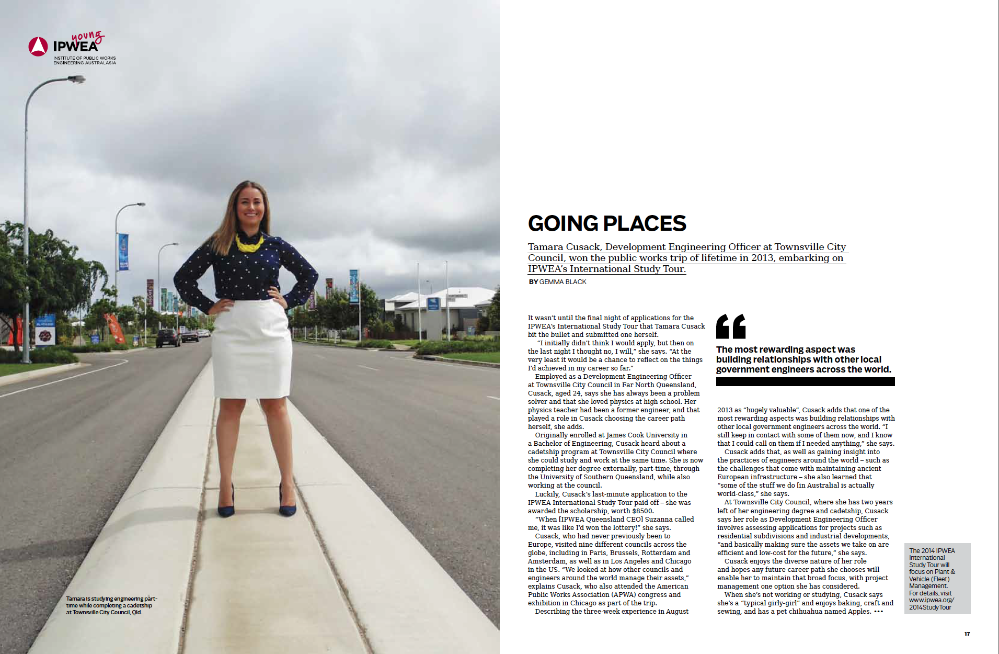 young
IPWEA
INSTITUTE OF PUBLIC WORKS
ENGINEERING AUSTRALASIA
TRADITIONAL
Tamara is studying engineering part-
time while completing a cadetship
at Townsville City Council, Qld.
GOING PLACES
Tamara Cusack, Development Engineering Officer at Townsville City
Council, won the public works trip of lifetime in 2013, embarking on
IPWEA’s International Study Tour.
BY GEMMA BLACK
It wasn’t until the final night of applications for the
IPWEA’s International Study Tour that Tamara Cusack
bit the bullet and submitted one herself.
“I initially didn’t think I would apply, but then on
the last night I thought no, I will,” she says. “At the
very least it would be a chance to reflect on the things
I’d achieved in my career so far.”
Employed as a Development Engineering Officer
at Townsville City Council in Far North Queensland,
Cusack, aged 24, says she has always been a problem
solver and that she loved physics at high school. Her
physics teacher had been a former engineer, and that
played a role in Cusack choosing the career path
herself, she adds.
Originally enrolled at James Cook University in
a Bachelor of Engineering, Cusack heard about a
cadetship program at Townsville City Council where
she could study and work at the same time. She is now
completing her degree externally, part-time, through
the University of Southern Queensland, while also
working at the council.
Luckily, Cusack’s last-minute application to the
IPWEA International Study Tour paid off – she was
awarded the scholarship, worth $8500.
“When [IPWEA Queensland CEO] Suzanna called
me, it was like I’d won the lottery!” she says.
Cusack, who had never previously been to
Europe, visited nine different councils across the
globe, including in Paris, Brussels, Rotterdam and
Amsterdam, as well as in Los Angeles and Chicago
in the US. “We looked at how other councils and
engineers around the world manage their assets,”
explains Cusack, who also attended the American
Public Works Association (APWA) congress and
exhibition in Chicago as part of the trip.
Describing the three-week experience in August
“
The most rewarding aspect was
building relationships with other local
government engineers across the world.
2013 as “hugely valuable”, Cusack adds that one of the
most rewarding aspects was building relationships with
other local government engineers across the world. “I
still keep in contact with some of them now, and I know
that I could call on them if I needed anything,” she says.
Cusack adds that, as well as gaining insight into
the practices of engineers around the world – such as
the challenges that come with maintaining ancient
European infrastructure – she also learned that
“some of the stuff we do [in Australia] is actually
world-class,” she says.
At Townsville City Council, where she has two years
left of her engineering degree and cadetship, Cusack
says her role as Development Engineering Officer
involves assessing applications for projects such as
residential subdivisions and industrial developments,
“and basically making sure the assets we take on are
efficient and low-cost for the future,” she says.
Cusack enjoys the diverse nature of her role
and hopes any future career path she chooses will
enable her to maintain that broad focus, with project
management one option she has considered.
When she’s not working or studying, Cusack says
she’s a “typical girly-girl” and enjoys baking, craft and
sewing, and has a pet chihuahua named Apples. •••
The 2014 IPWEA
International
Study Tour will
focus on Plant &
Vehicle (Fleet)
Management.
For details, visit
www.ipwea.org/
2014StudyTour
17